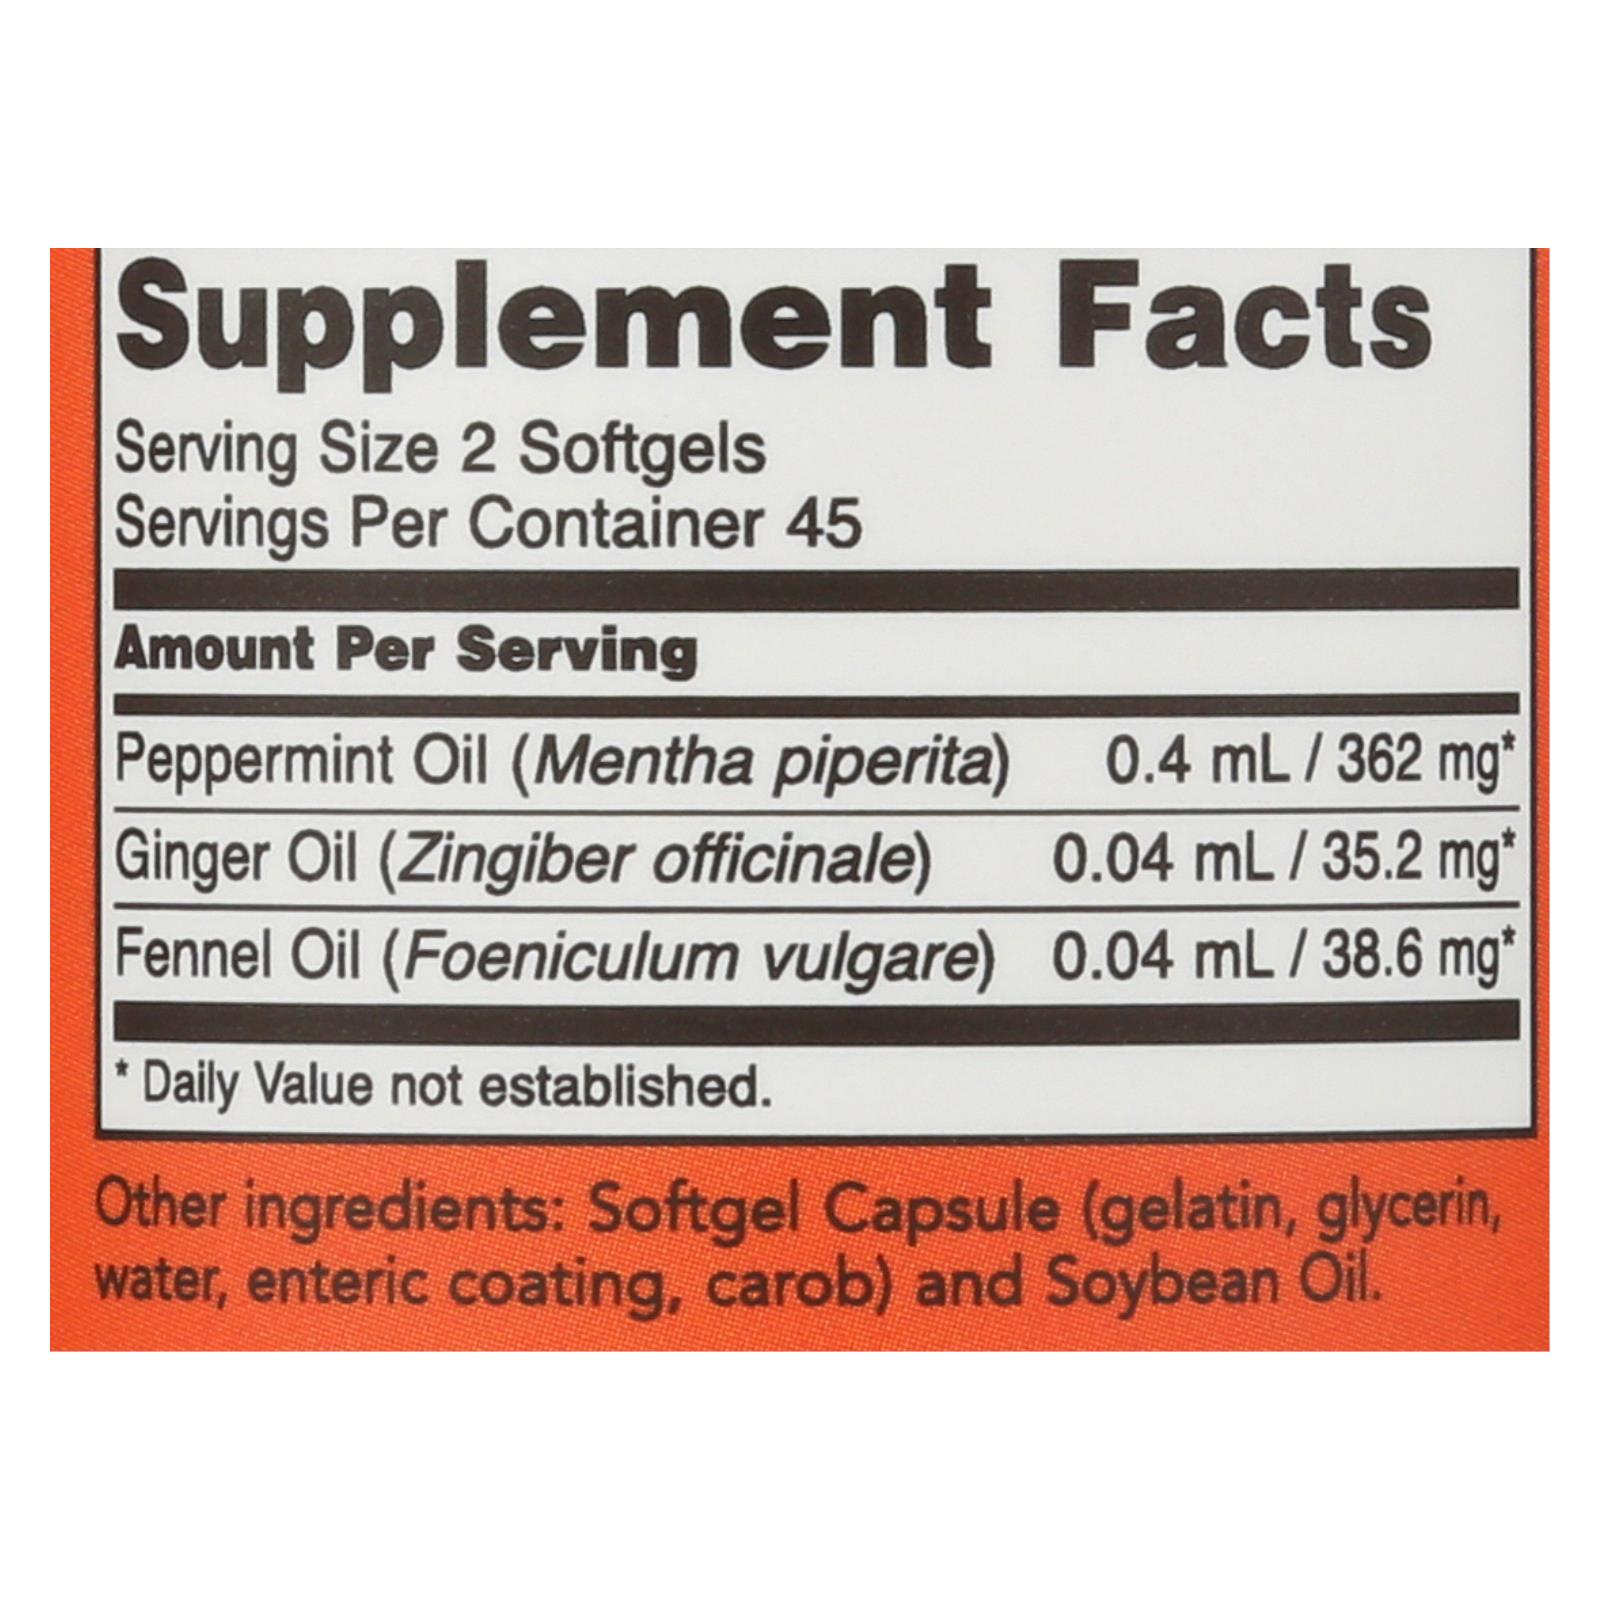 Supplement Facts
Serving Size 2 Softgels
Servings Per Container 45
Amount Per Serving
Peppermint Oil (Mentha piperita) 0.4 mL / 362 mg*
Ginger Oil (Zingiber officinale) 0.04 mL / 35.2 mg*
Fennel Oil (Foeniculum vulgare) 0.04 mL / 38.6 mg*
* Daily Value not established.
Other ingredients: Softgel Capsule (gelatin, glycerin,
water, enteric coating, carob) and Soybean Oil.